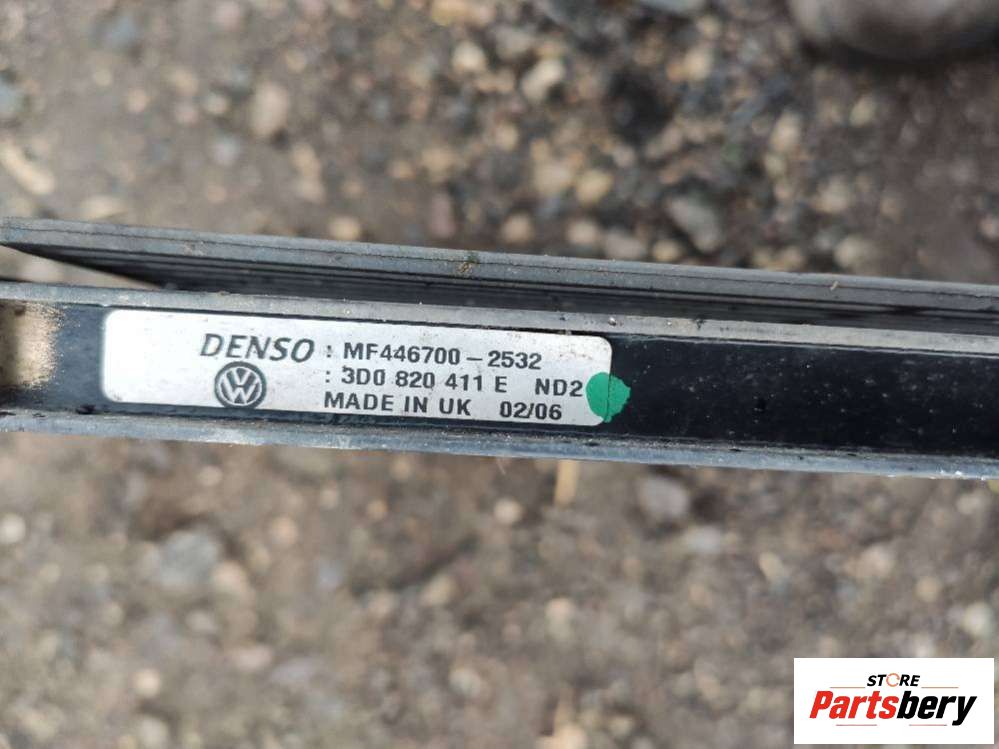 DENSO : MF446700-2532
: 3D0 820 411 E ND2
MADE IN UK 02/06
STORE
Partsbery